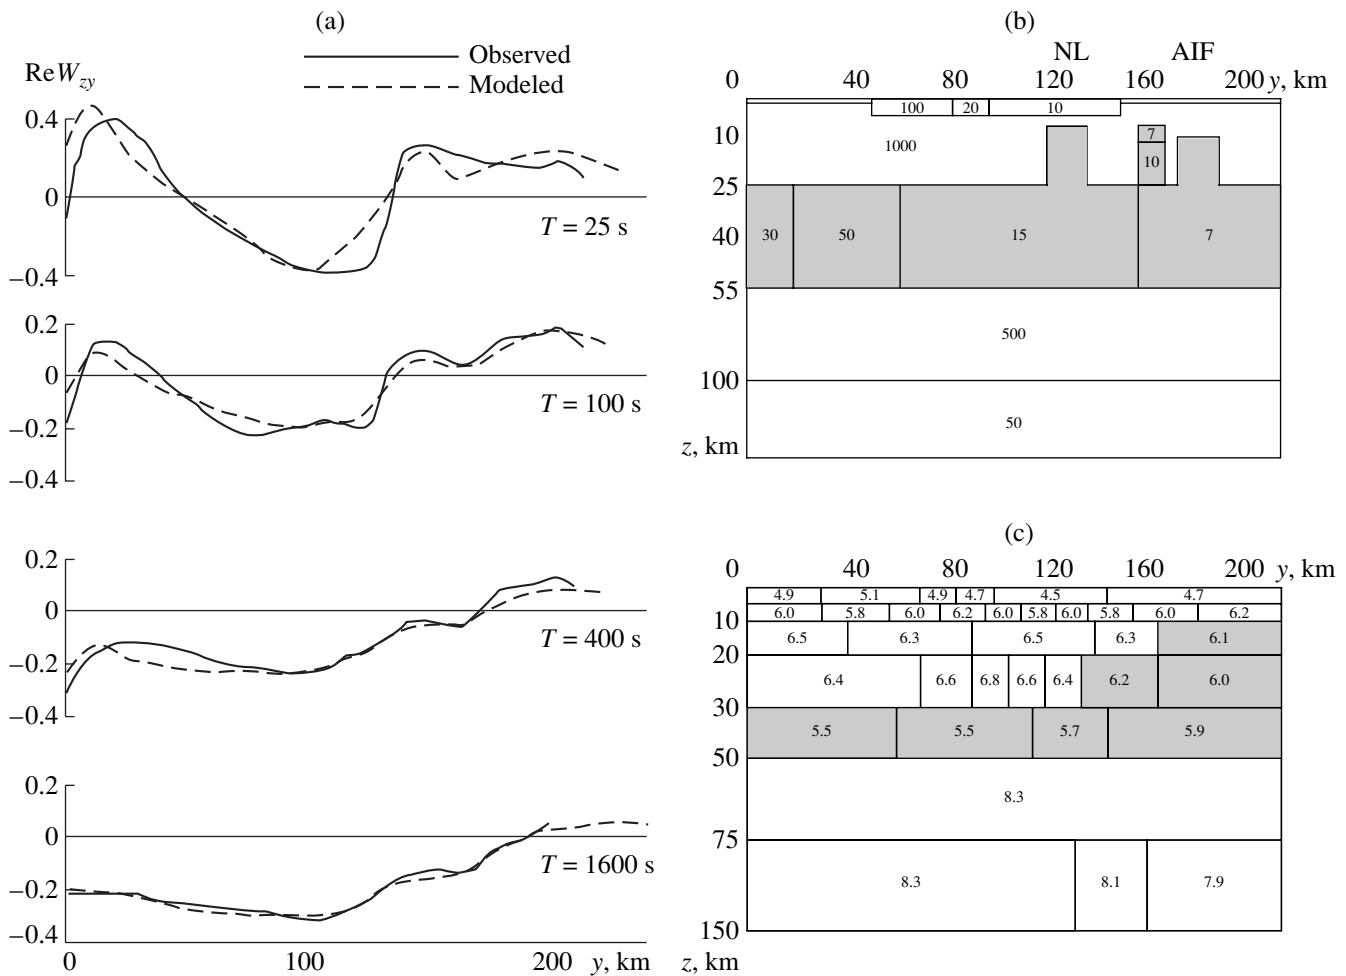 (a)
Observed
Modeled
ReW_zy
0.4
0
−0.4
T = 25 s
0.2
0
−0.2
−0.4
T = 100 s
0.2
0
−0.2
−0.4
T = 400 s
0.2
0
−0.2
−0.4
T = 1600 s
0 100 200 y, km
(b)
NL AIF
0 40 80 120 160 200 y, km
100 20 10
10
7
1000
10
25
30 50 15 7
40
55
500
100
50
z, km
(c)
0 40 80 120 160 200 y, km
4.9 5.1 4.9 4.7 4.5 4.7
6.0 5.8 6.0 6.2 6.0 5.8 6.0 5.8 6.0 6.2
10
6.5 6.3 6.5 6.3 6.1
20
6.4 6.6 6.8 6.6 6.4 6.2 6.0
30
5.5 5.5 5.7 5.9
50
8.3
75
8.3 8.1 7.9
150
z, km